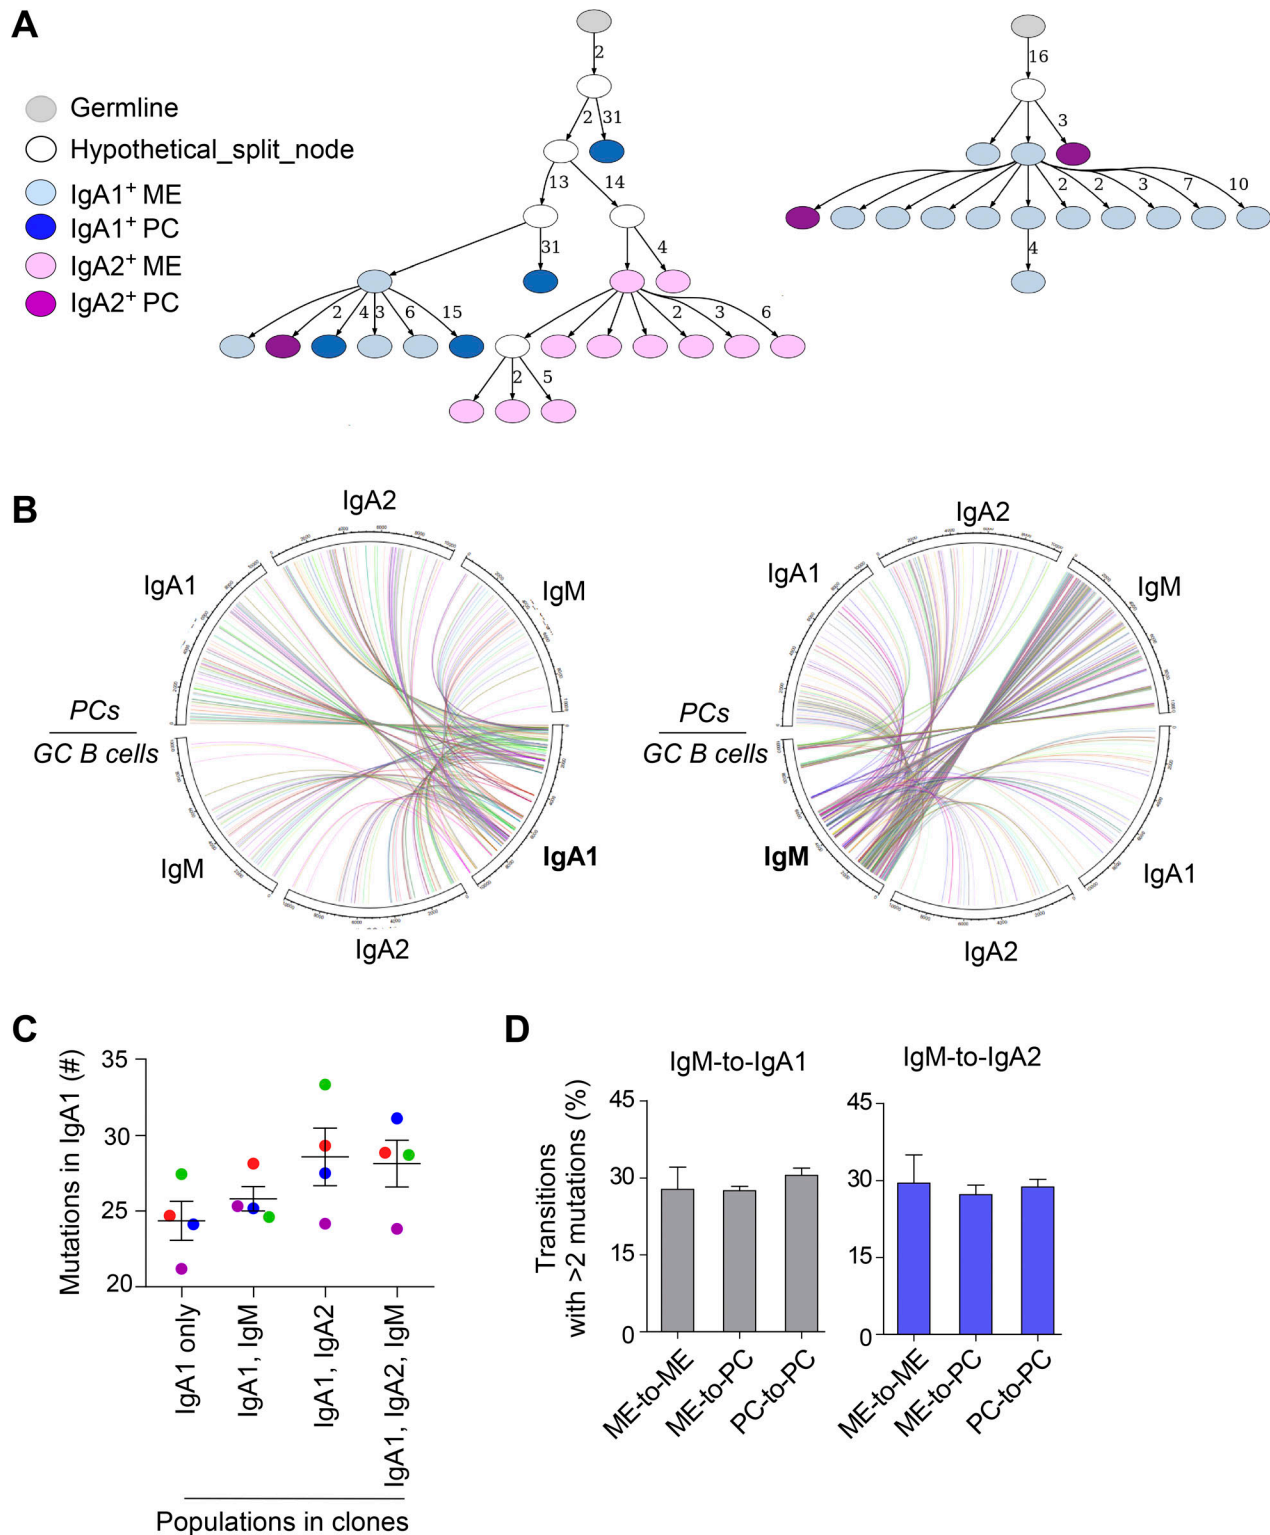 A
Germline
Hypothetical_split_node
IgA1+ ME
IgA1+ PC
IgA2+ ME
IgA2+ PC
2
2 31
13 14
31 4
2 4 3 6 15 2 3 6
2 5
16
3
2 2 3 7 10
4
B
IgA2
IgA1
IgM
PCs
GC B cells
IgM
IgA1
IgA2
IgA2
IgA1
IgM
PCs
GC B cells
IgM
IgA1
IgA2
C
Mutations in IgA1 (#)
35
30
25
20
IgA1 only
IgA1, IgM
IgA1, IgA2
IgA1, IgA2, IgM
Populations in clones
D
IgM-to-IgA1
IgM-to-IgA2
Transitions
with >2 mutations (%)
45
30
15
0
ME-to-ME
ME-to-PC
PC-to-PC
45
30
15
0
ME-to-ME
ME-to-PC
PC-to-PC